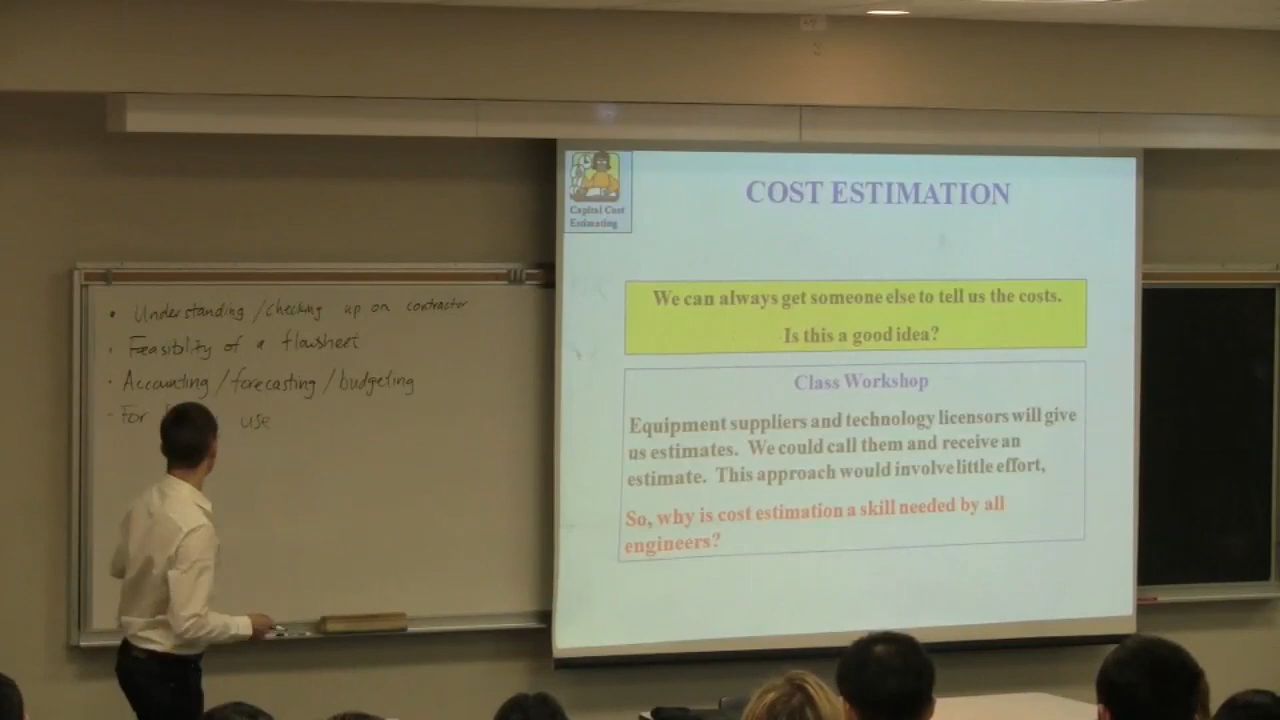 • Understanding/checking up on contractor
• Feasiblity of a flowsheet
• Accounting/forecasting/budgeting
• For use
Capital Cost
Estimating
COST ESTIMATION
We can always get someone else to tell us the costs.
Is this a good idea?
Class Workshop
Equipment suppliers and technology licensors will give
us estimates. We could call them and receive an
estimate. This approach would involve little effort,
So, why is cost estimation a skill needed by all
engineers?